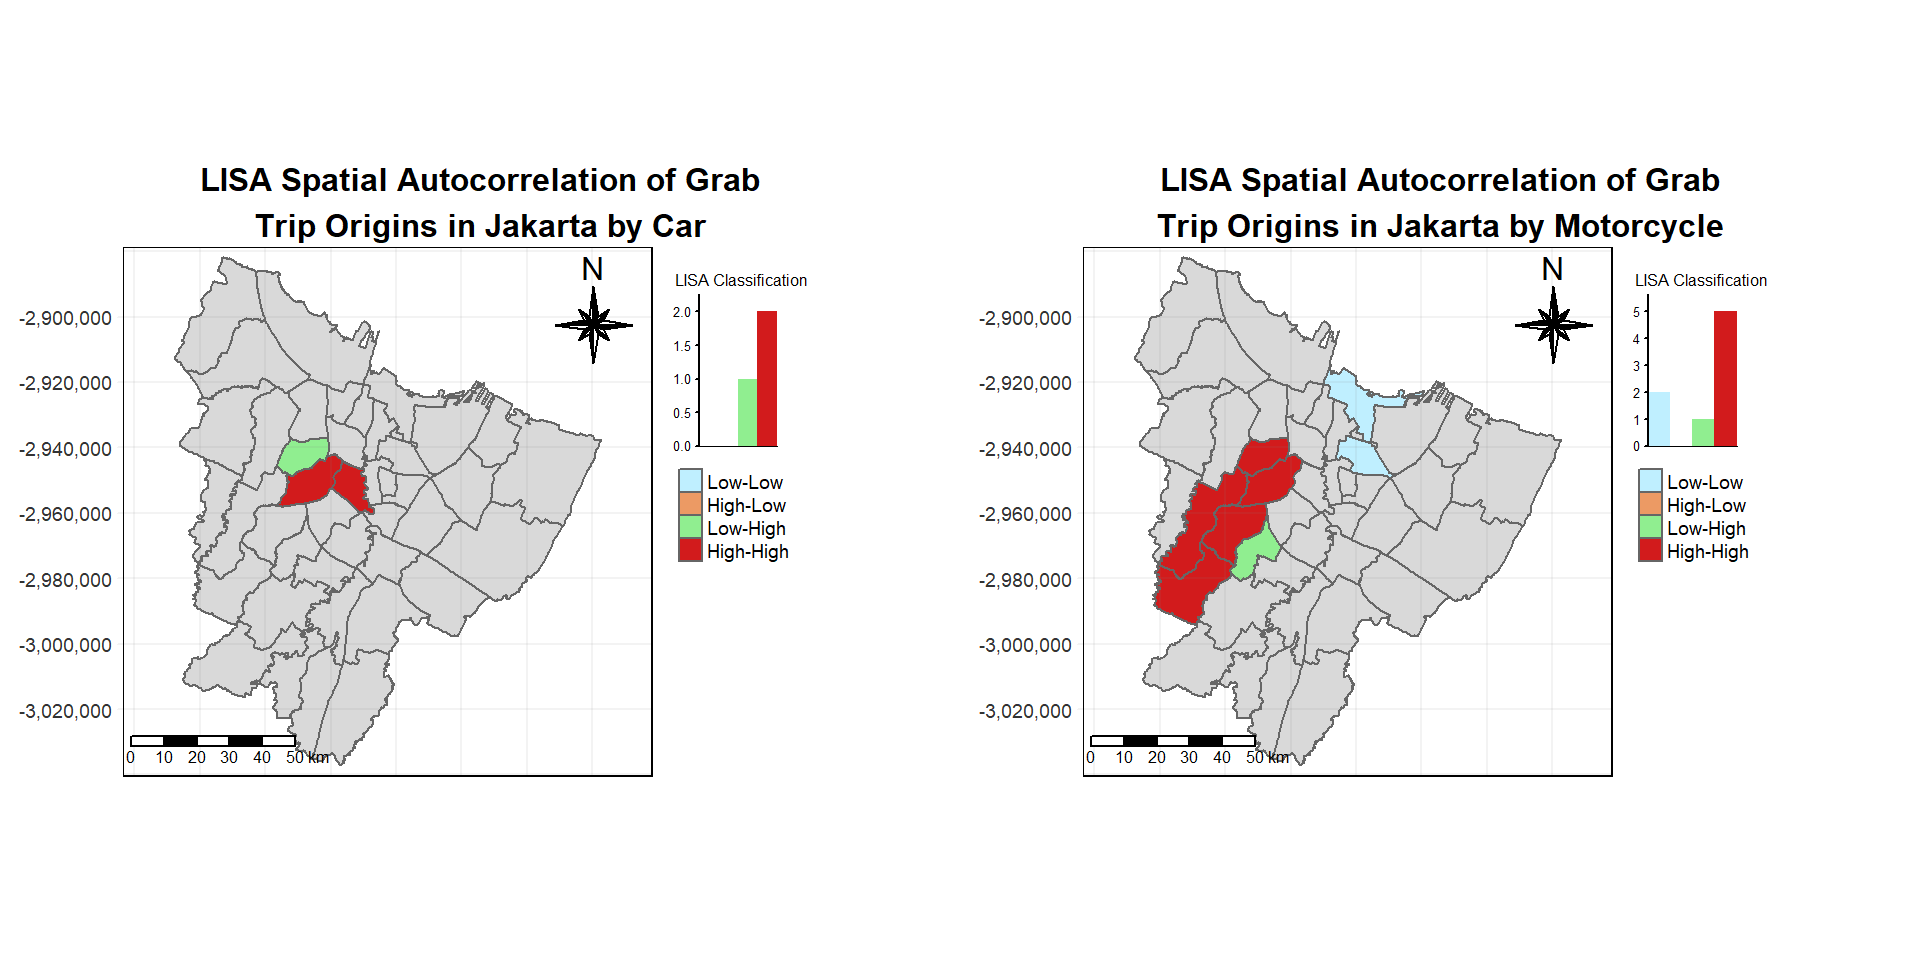 LISA Spatial Autocorrelation of Grab
Trip Origins in Jakarta by Car
N
-2,900,000
-2,920,000
-2,940,000
-2,960,000
-2,980,000
-3,000,000
-3,020,000
0 10 20 30 40 50 km
LISA Classification
2.0
1.5
1.0
0.5
0.0
Low-Low
High-Low
Low-High
High-High
LISA Spatial Autocorrelation of Grab
Trip Origins in Jakarta by Motorcycle
N
-2,900,000
-2,920,000
-2,940,000
-2,960,000
-2,980,000
-3,000,000
-3,020,000
0 10 20 30 40 50 km
LISA Classification
5
4
3
2
1
0
Low-Low
High-Low
Low-High
High-High